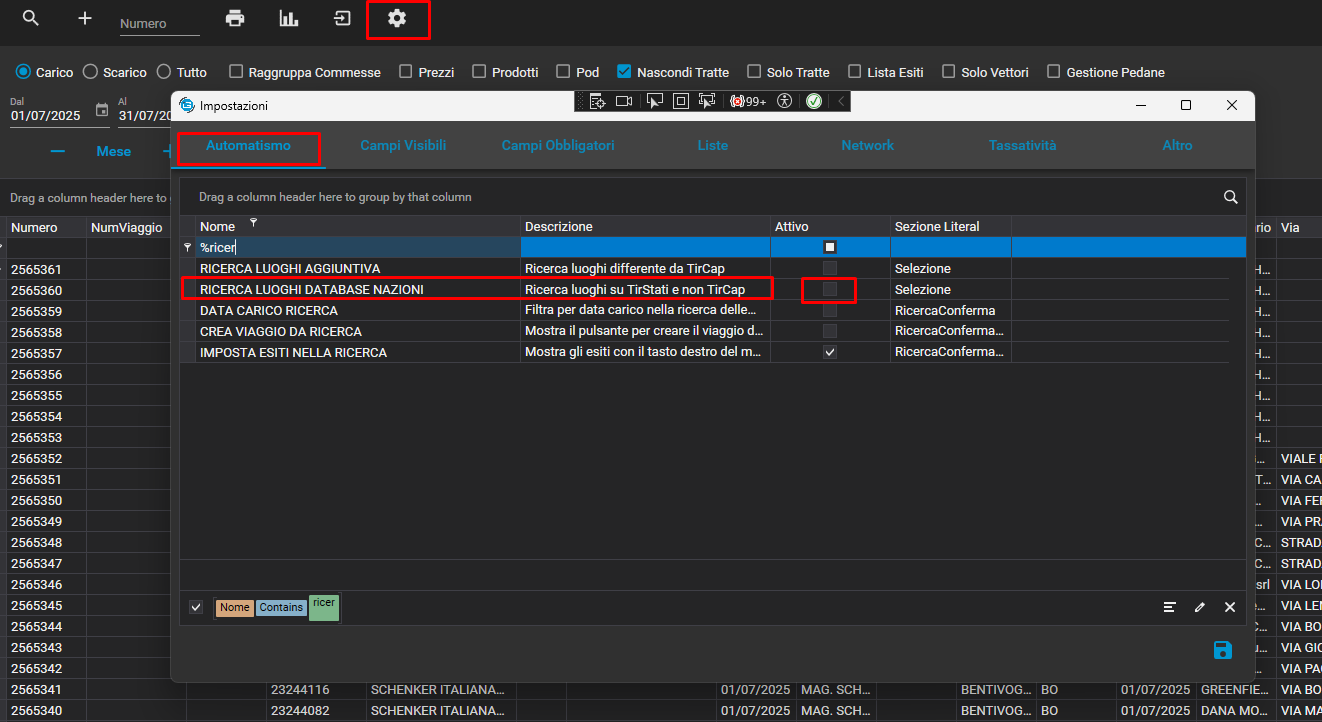 Numero
Carico Scarico Tutto Raggruppa Commesse Prezzi Prodotti Pod Nascondi Tratte Solo Tratte Lista Esiti Solo Vettori Gestione Pedane
Dal Al
01/07/2025 31/07/20
Mese
Impostazioni
99+
Automatismo Campi Visibili Campi Obbligatori Liste Network Tassatività Altro
Drag a column header here to
Drag a column header here to group by that column
Numero NumViaggio
Nome Descrizione Attivo Sezione Literal
rio Via
%ricer
RICERCA LUOGHI AGGIUNTIVA Ricerca luoghi differente da TirCap Selezione
RICERCA LUOGHI DATABASE NAZIONI Ricerca luoghi su TirStati e non TirCap Selezione
DATA CARICO RICERCA Filtra per data carico nella ricerca delle... RicercaConferma
CREA VIAGGIO DA RICERCA Mostra il pulsante per creare il viaggio d... RicercaConferma...
IMPOSTA ESITI NELLA RICERCA Mostra gli esiti con il tasto destro del m... RicercaConferma...
Nome Contains ricer
2565361 H...
2565360 H...
2565359 H...
2565358 H...
2565357 H...
2565356 H...
2565355 H...
2565354 H...
2565353 H...
2565352 ... VIALE
2565351 T... VIA CA
2565350 ... VIA FE
2565349 ... VIA PR
2565348 C... STRAD
2565347 C... STRAD
2565346 srl VIA LO
2565345 ... VIA LE
2565344 C... VIA BO
2565343 ... VIA GIO
2565342 ... VIA PA
2565341 23244116 SCHENKER ITALIANA... 01/07/2025 MAG. SCH... BENTIVOG... BO 01/07/2025 GREENFIE... VIA BO
2565340 23244082 SCHENKER ITALIANA... 01/07/2025 MAG. SCH... BENTIVOG... BO 01/07/2025 DANA MO... VIA MA